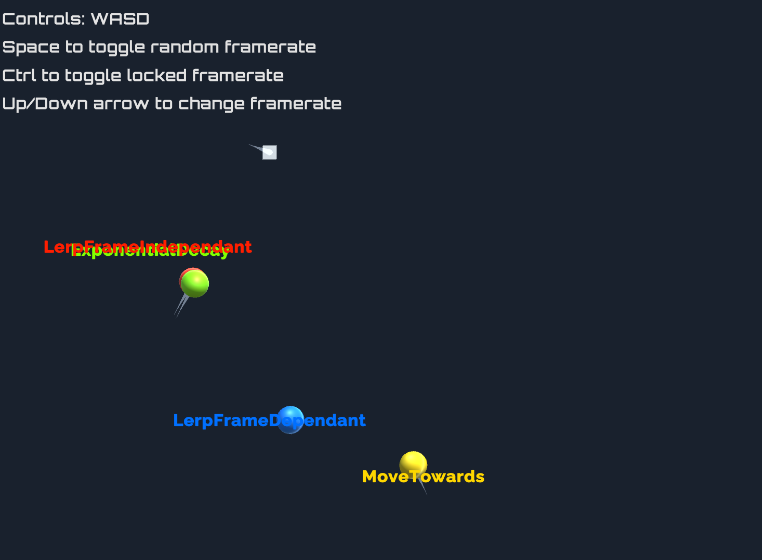 Controls: WASD
Space to toggle random framerate
Ctrl to toggle locked framerate
Up/Down arrow to change framerate
LerpFrameIndependant
ExponentialDecay
LerpFrameDependant
MoveTowards